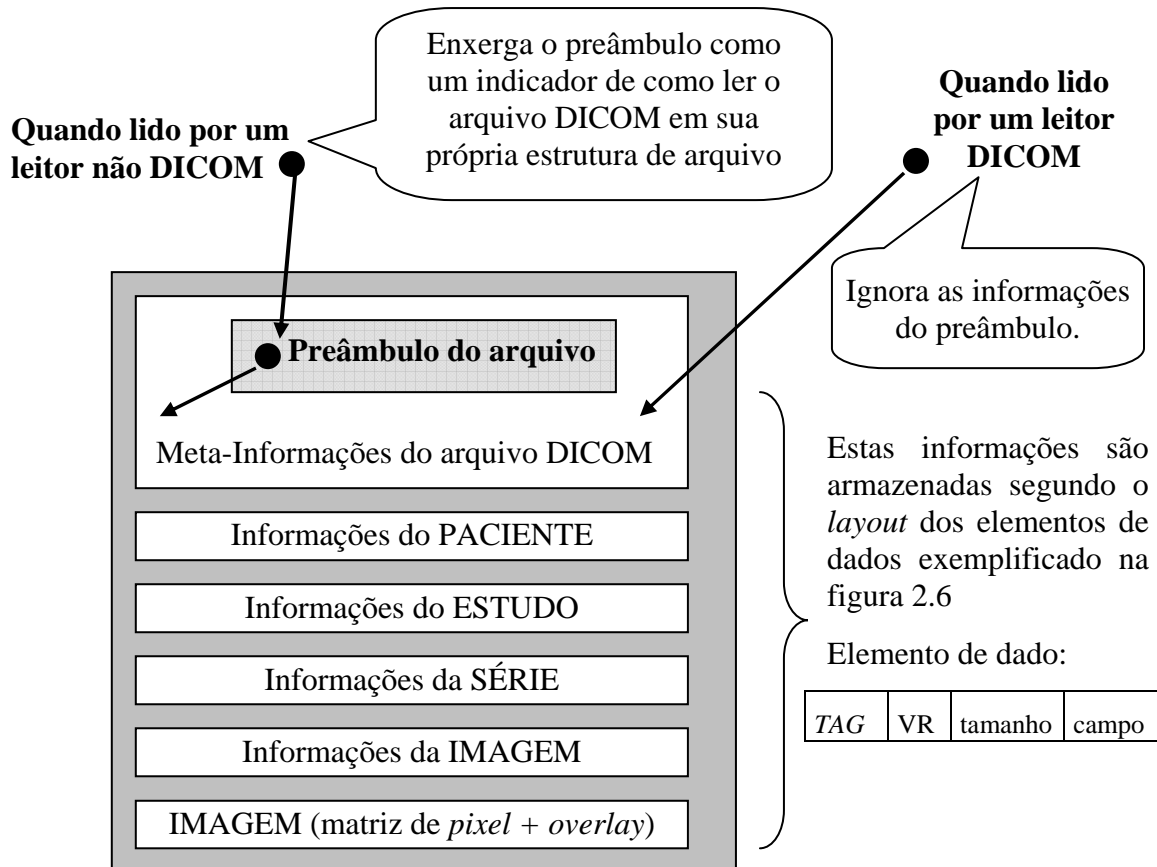 Enxerga o preâmbulo como
um indicador de como ler o
arquivo DICOM em sua
própria estrutura de arquivo
Quando lido
por um leitor
DICOM
Quando lido por um
leitor não DICOM
Ignora as informações
do preâmbulo.
Preâmbulo do arquivo
Meta-Informações do arquivo DICOM
Informações do PACIENTE
Informações do ESTUDO
Informações da SÉRIE
Informações da IMAGEM
IMAGEM (matriz de pixel + overlay)
Estas informações são
armazenadas segundo o
layout dos elementos de
dados exemplificado na
figura 2.6
Elemento de dado:
TAG VR tamanho campo